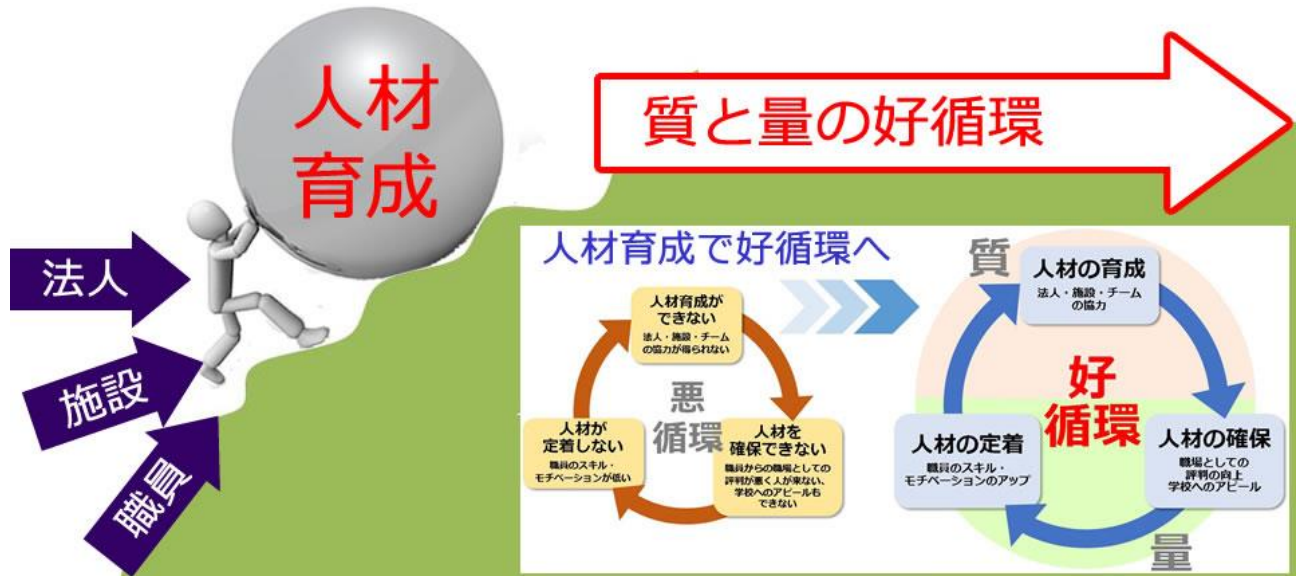 人材
育成
質と量の好循環
法人
施設
職員
人材育成で好循環へ
人材育成が
できない
法人・施設・チーム
の協力が得られない
悪
循環
人材が
定着しない
職員のスキル・
モチベーションが低い
人材を
確保できない
職員からの職場としての
評判が悪く人が来ない、
学校へのアピールも
できない
質
人材の育成
法人・施設・チーム
の協力
好
循環
人材の定着
職員のスキル・
モチベーションのアップ
人材の確保
職場としての
評判の向上
学校へのアピール
量